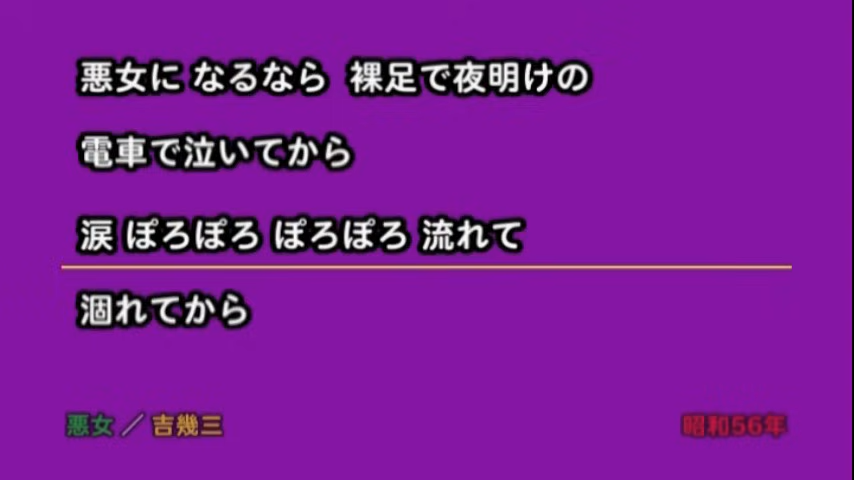 悪女に なるなら 裸足で夜明けの
電車で泣いてから
涙 ぽろぽろ ぽろぽろ 流れて
涸れてから
悪女 ／ 吉幾三
昭和56年